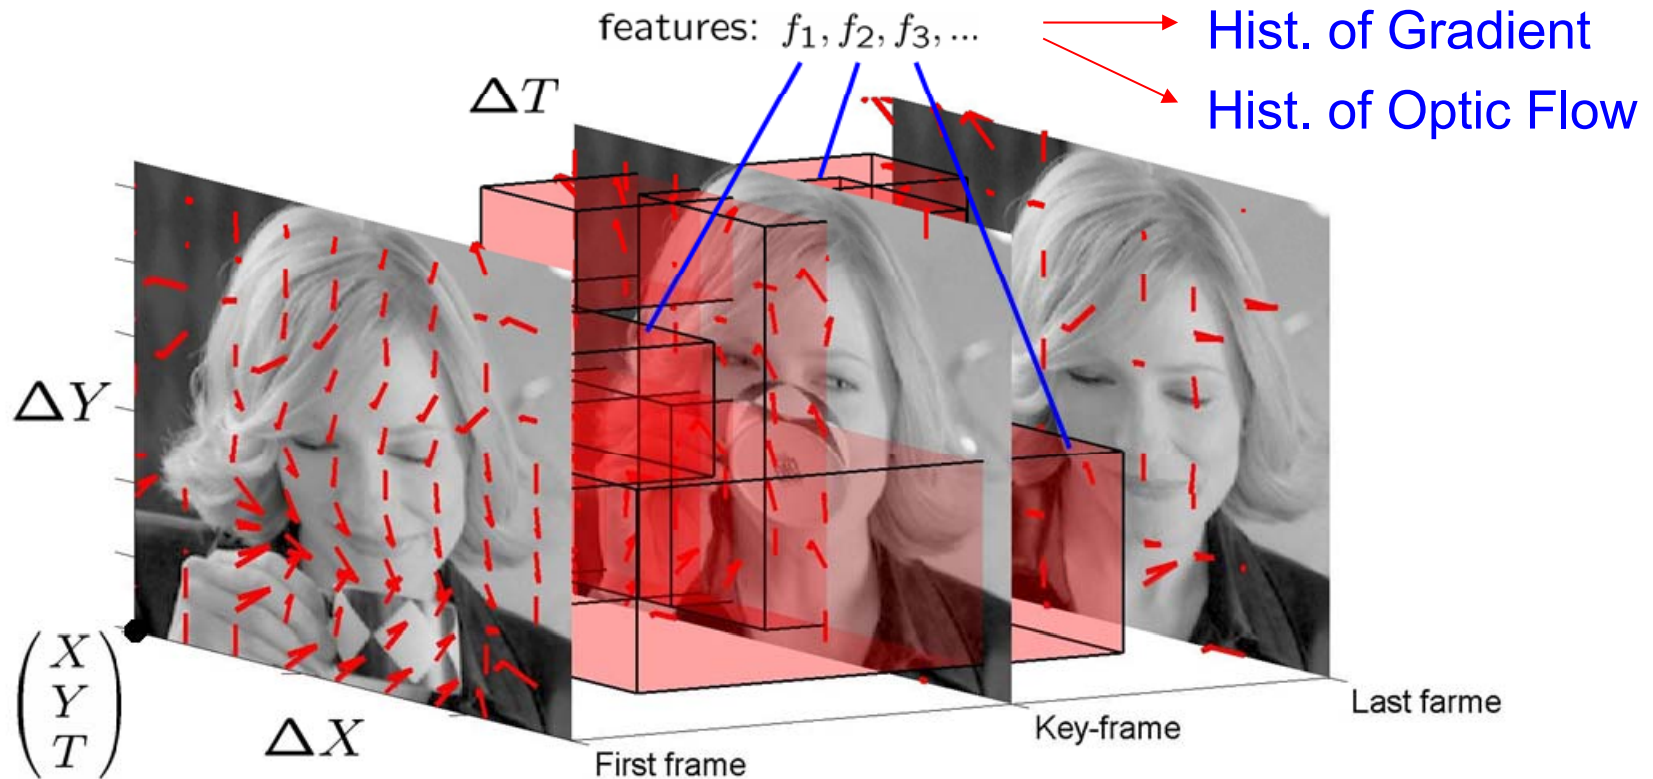 features: f₁, f₂, f₃, ...
Hist. of Gradient
Hist. of Optic Flow
ΔT
ΔY
X
Y
T
ΔX
First frame
Key-frame
Last farme